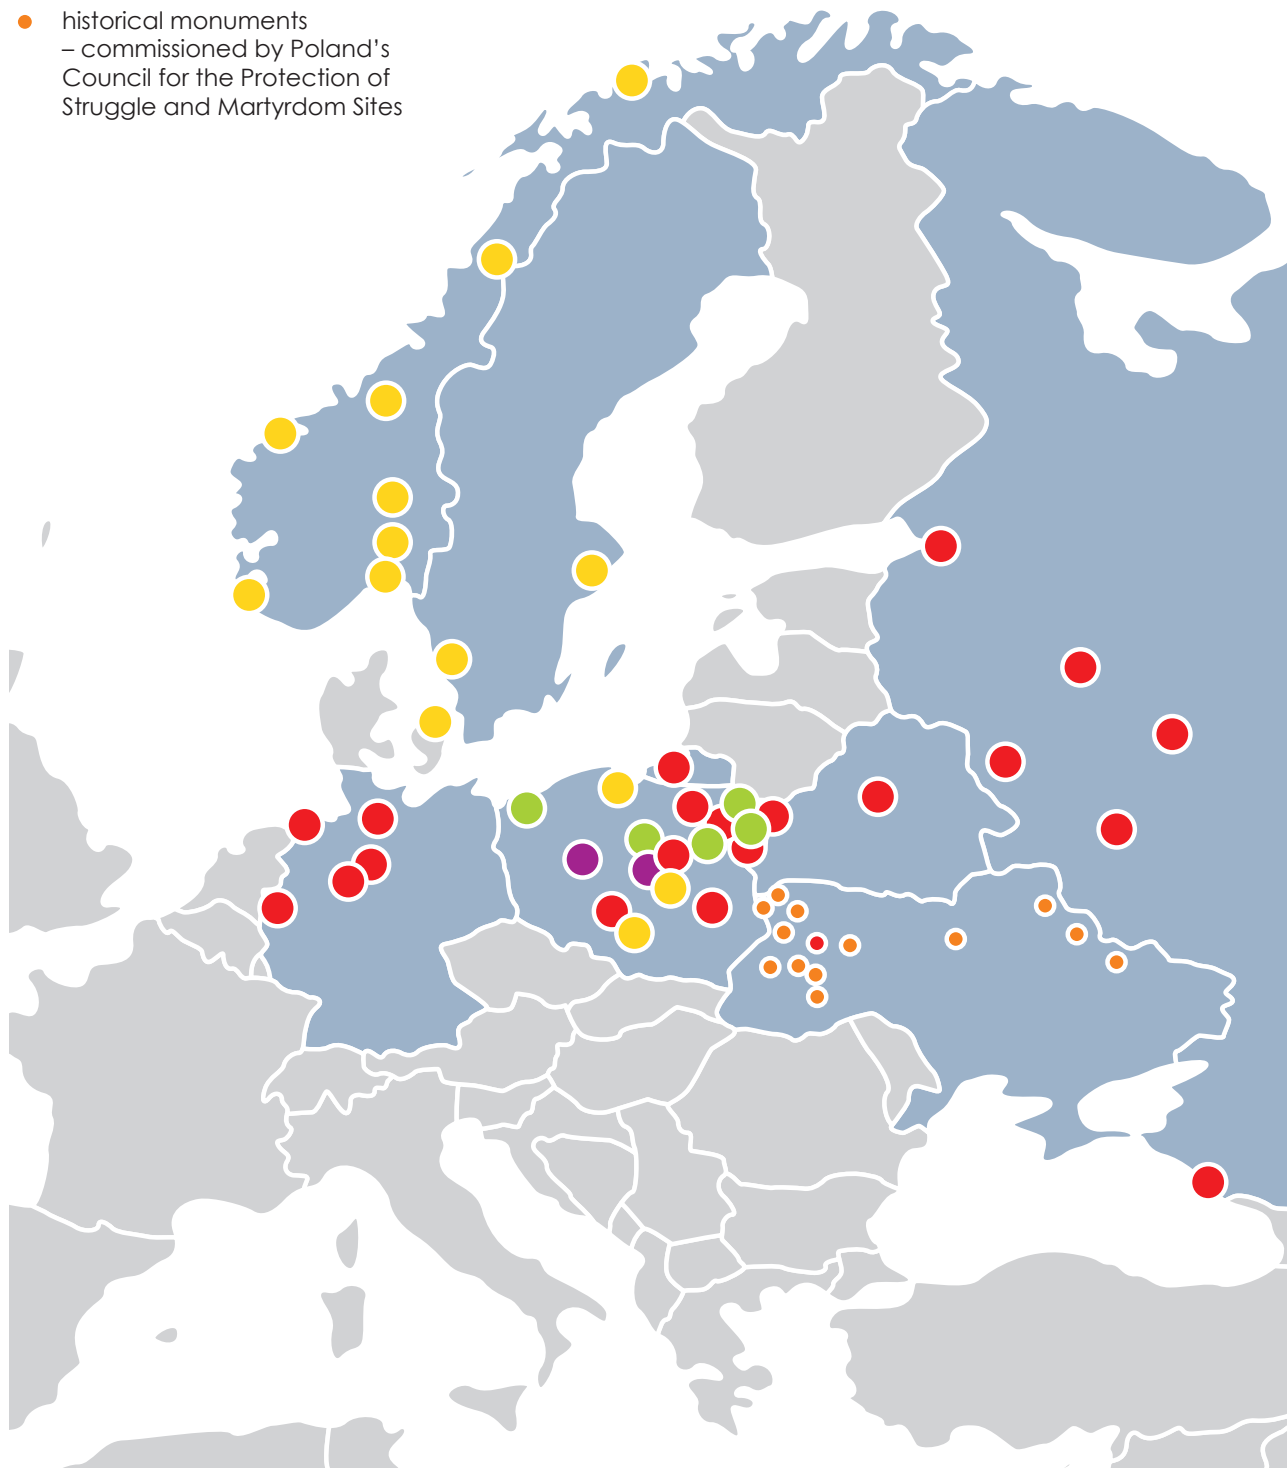 historical monuments
– commissioned by Poland’s
Council for the Protection of
Struggle and Martyrdom Sites